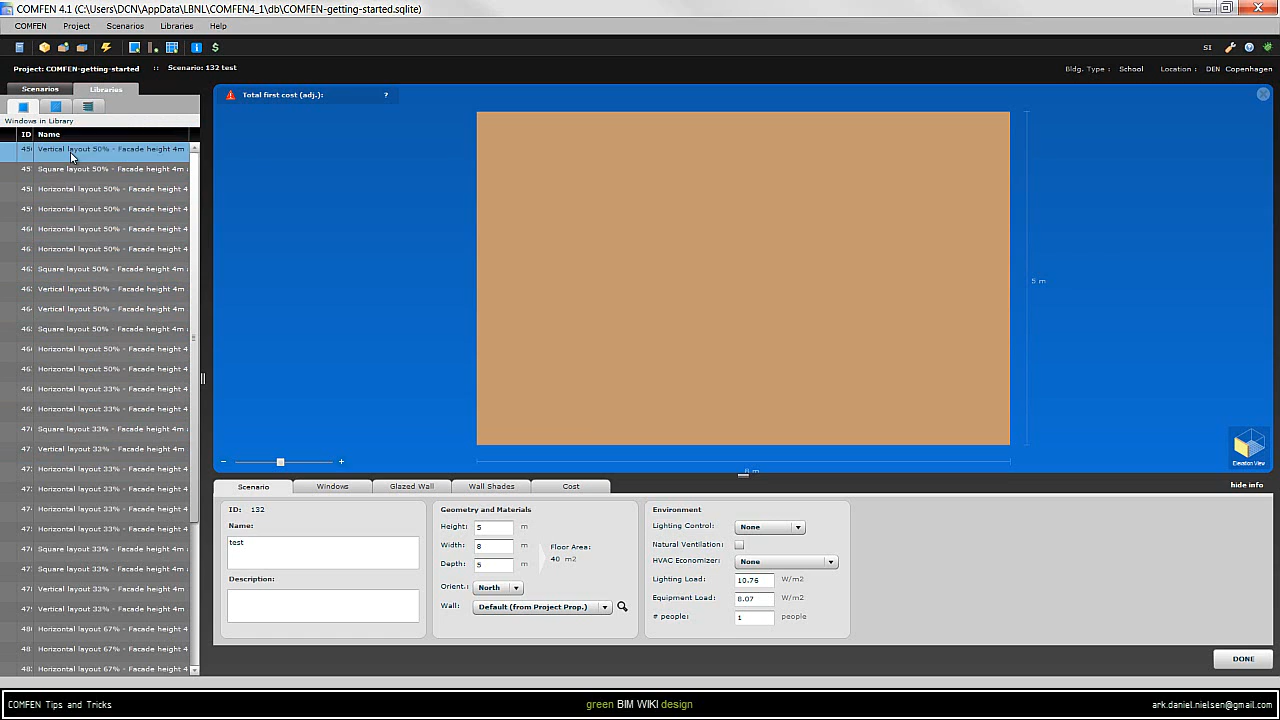 COMFEN 4.1 (C:\Users\DCN\AppData\LBNL\COMFEN4_1\db\COMFEN-getting-started.sqlite)
COMFEN Project Scenarios Libraries Help
SI
Project: COMFEN-getting-started :: Scenario: 132 test
Bldg. Type : School Location : DEN Copenhagen
Scenarios Libraries
Windows in Library
ID Name
Vertical layout 50% - Facade height 4m
Square layout 50% - Facade height 4m
Horizontal layout 50% - Facade height 4
Horizontal layout 50% - Facade height 4
Horizontal layout 50% - Facade height 4
Horizontal layout 50% - Facade height 4
Square layout 50% - Facade height 4m
Vertical layout 50% - Facade height 4m
Vertical layout 50% - Facade height 4m
Square layout 50% - Facade height 4m
Horizontal layout 50% - Facade height 4
Horizontal layout 50% - Facade height 4
Horizontal layout 33% - Facade height 4
Horizontal layout 33% - Facade height 4
Square layout 33% - Facade height 4m
Vertical layout 33% - Facade height 4m
Horizontal layout 33% - Facade height 4
Horizontal layout 33% - Facade height 4
Horizontal layout 33% - Facade height 4
Horizontal layout 33% - Facade height 4
Square layout 33% - Facade height 4m
Square layout 33% - Facade height 4m
Vertical layout 33% - Facade height 4m
Vertical layout 33% - Facade height 4m
Horizontal layout 67% - Facade height 4
Horizontal layout 67% - Facade height 4
Horizontal layout 67% - Facade height 4
Total first cost (adj.): ?
5 m
8 m
Elevation View
Scenario Windows Glazed Wall Wall Shades Cost
hide info
ID: 132
Name:
test
Description:
Geometry and Materials
Height: 5 m
Width: 8 m
Depth: 5 m
Floor Area:
40 m2
Orient.: North
Wall: Default (from Project Prop.)
Environment
Lighting Control: None
Natural Ventilation:
HVAC Economizer: None
Lighting Load: 10.76 W/m2
Equipment Load: 8.07 W/m2
# people: 1 people
DONE
COMFEN Tips and Tricks
green BIM WIKI design
ark.daniel.nielsen@gmail.com